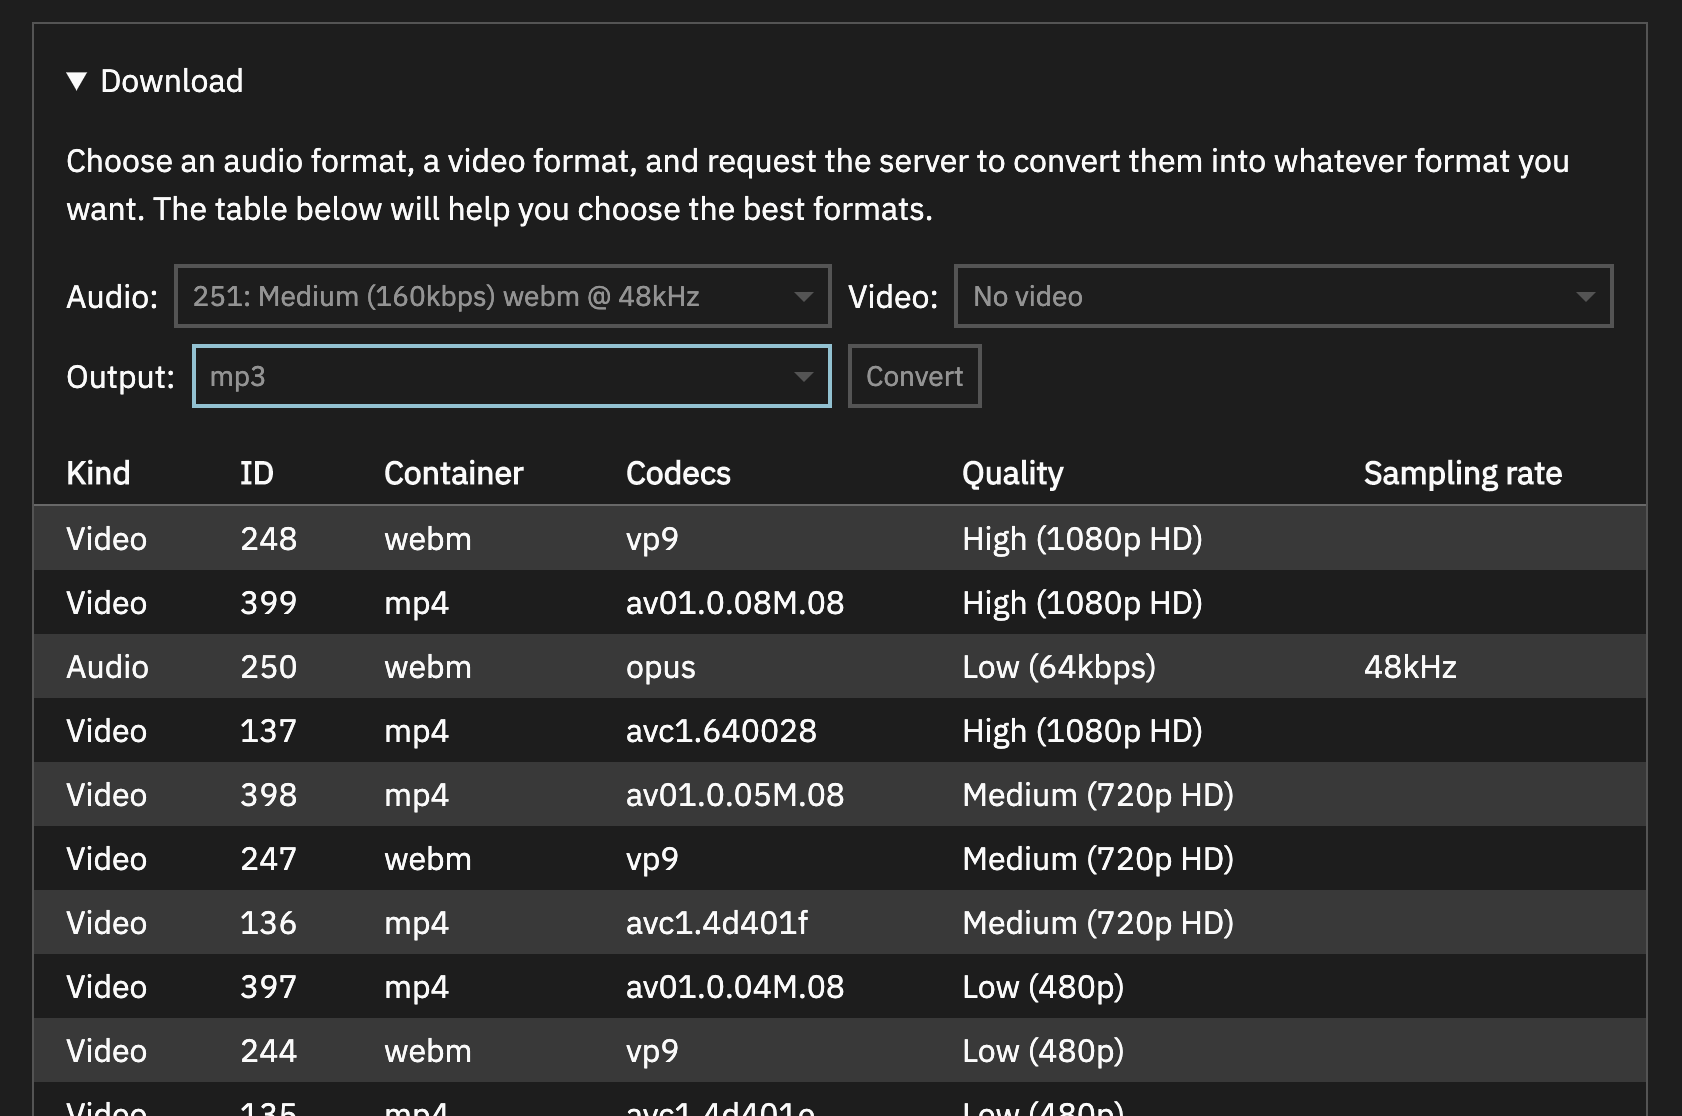 ▼ Download
Choose an audio format, a video format, and request the server to convert them into whatever format you
want. The table below will help you choose the best formats.
Audio: 251: Medium (160kbps) webm @ 48kHz Video: No video
Output: mp3 Convert
Kind ID Container Codecs Quality Sampling rate
Video 248 webm vp9 High (1080p HD)
Video 399 mp4 av01.0.08M.08 High (1080p HD)
Audio 250 webm opus Low (64kbps) 48kHz
Video 137 mp4 avc1.640028 High (1080p HD)
Video 398 mp4 av01.0.05M.08 Medium (720p HD)
Video 247 webm vp9 Medium (720p HD)
Video 136 mp4 avc1.4d401f Medium (720p HD)
Video 397 mp4 av01.0.04M.08 Low (480p)
Video 244 webm vp9 Low (480p)
Video 135 mp4 Low (480p)